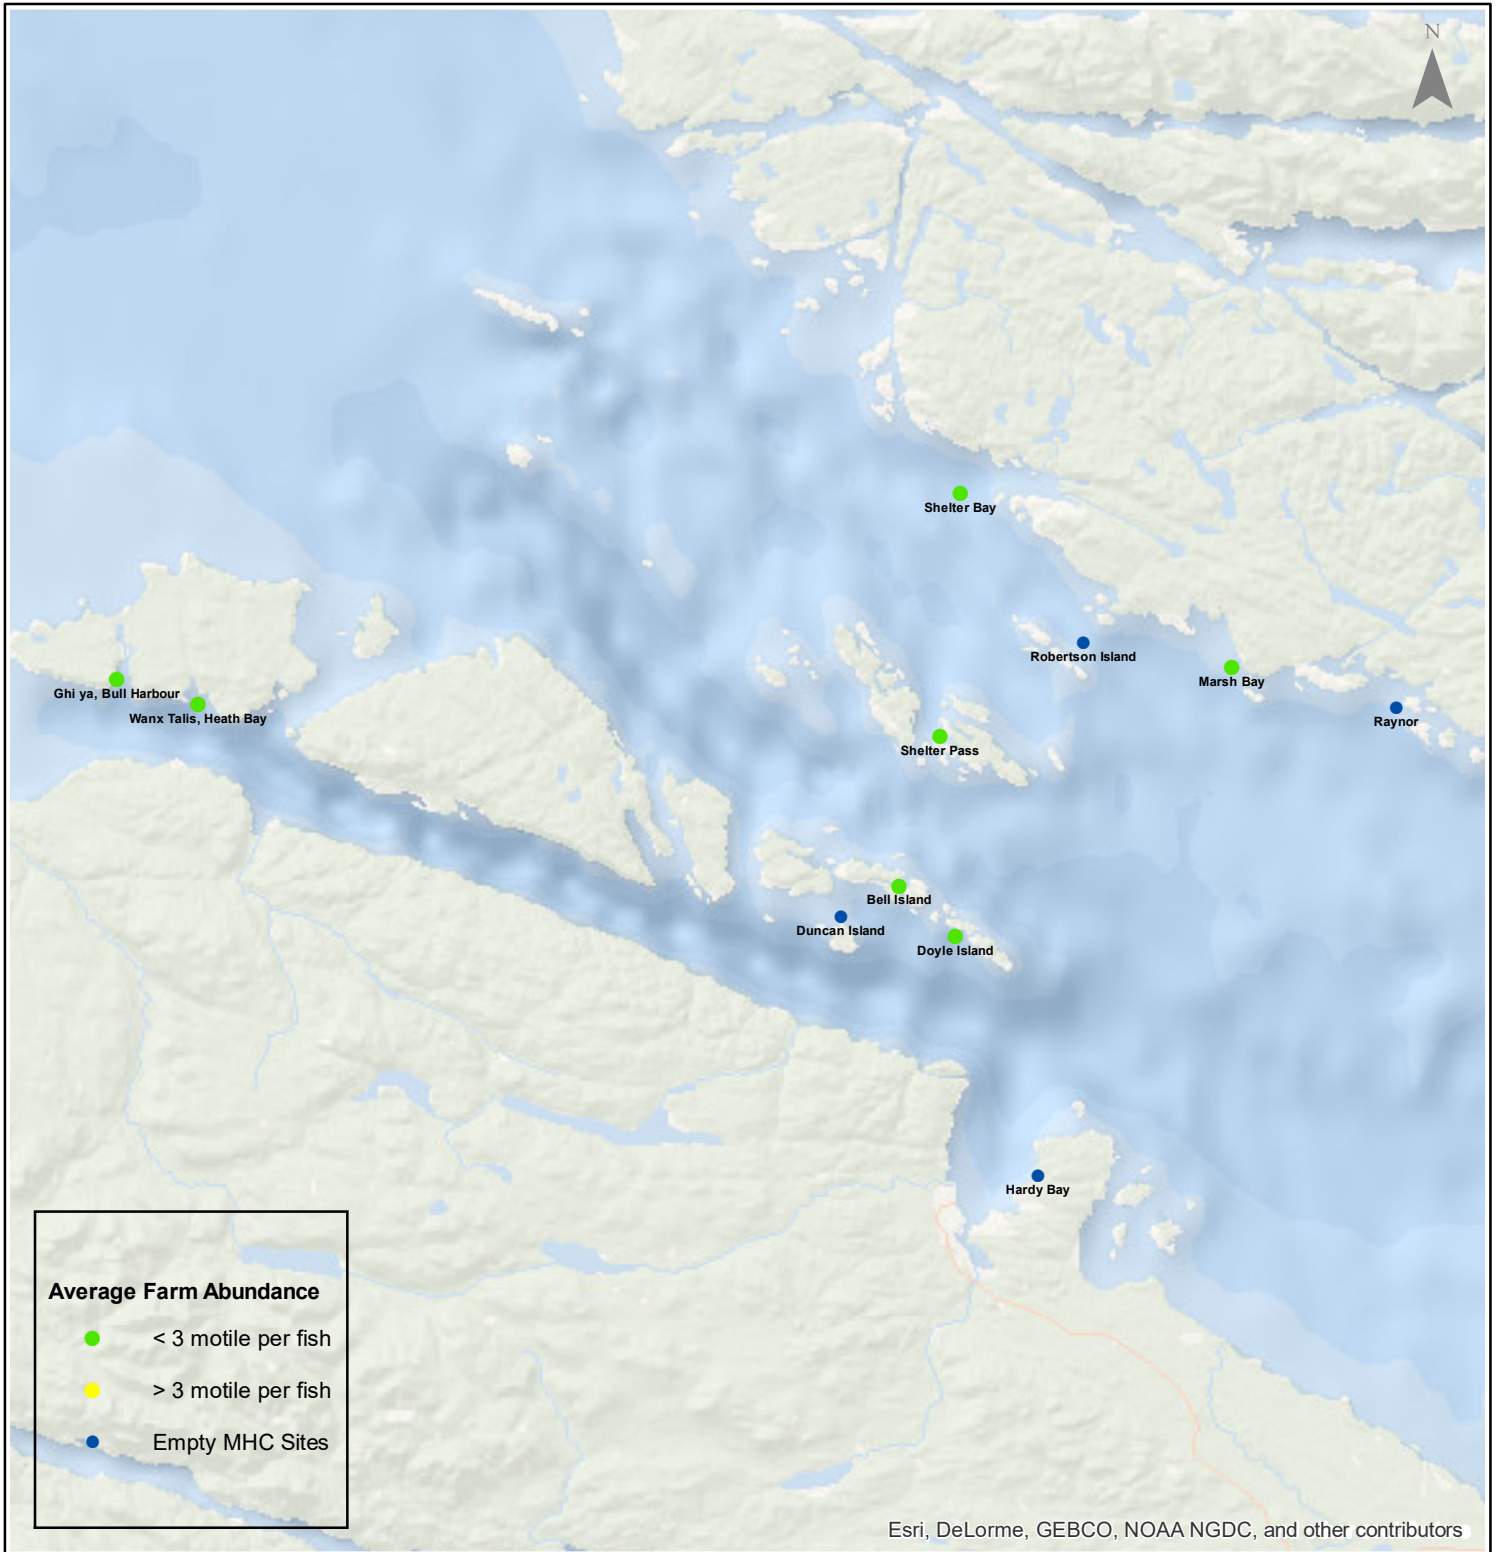 N
Shelter Bay
Robertson Island
Marsh Bay
Ghi ya, Bull Harbour
Wanx Talis, Heath Bay
Raynor
Shelter Pass
Bell Island
Duncan Island
Doyle Island
Hardy Bay
Average Farm Abundance
< 3 motile per fish
> 3 motile per fish
Empty MHC Sites
Esri, DeLorme, GEBCO, NOAA NGDC, and other contributors